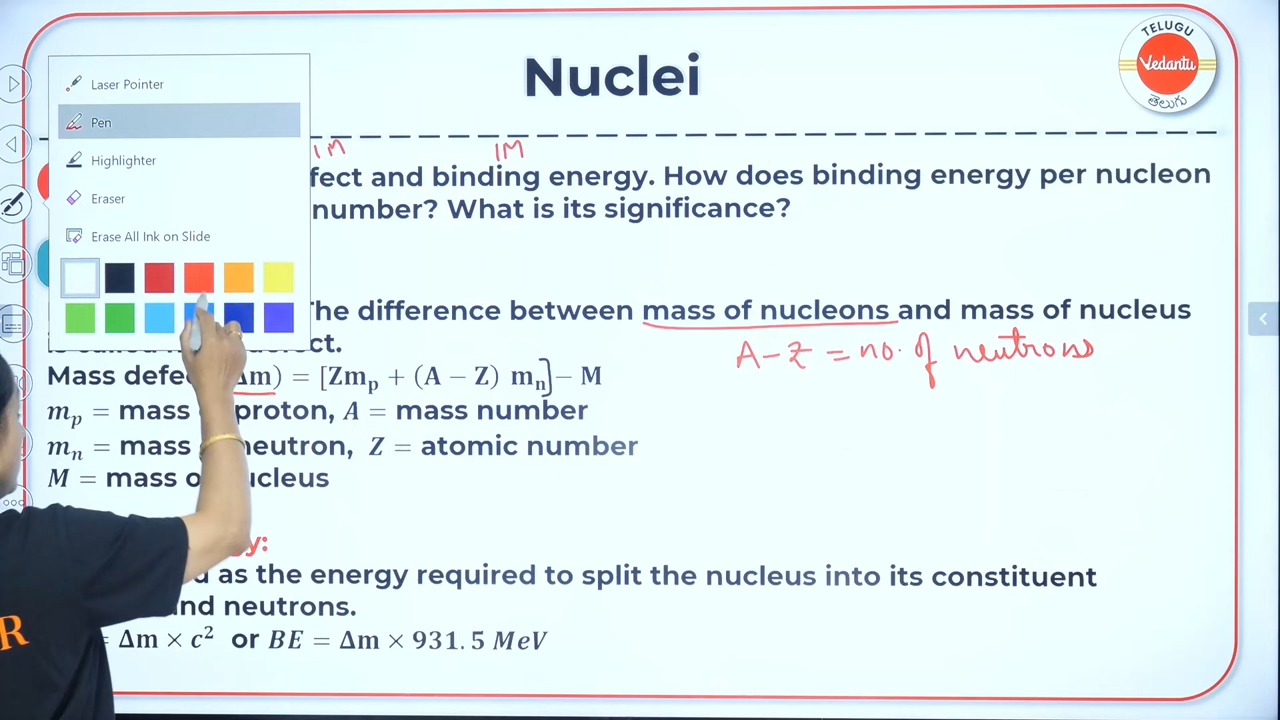 Nuclei
TELUGU
Vedantu
తెలుగు
Laser Pointer
Pen
Highlighter
Eraser
Erase All Ink on Slide
1M 1M
fect and binding energy. How does binding energy per nucleon
number? What is its significance?
The difference between mass of nucleons and mass of nucleus
ct.
A-Z = no. of neutrons
Mass defe Δm) = [Zmₚ + (A − Z) mₙ] − M
mₚ = mass proton, A = mass number
mₙ = mass neutron, Z = atomic number
M = mass o ucleus
gy:
d as the energy required to split the nucleus into its constituent
nd neutrons.
= Δm × c² or BE = Δm × 931.5 MeV
R